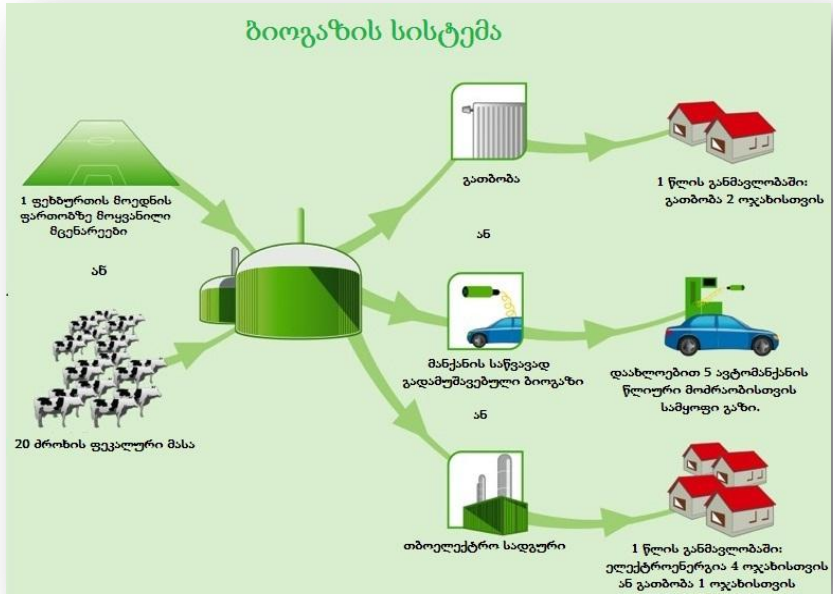 ბიოგაზის სისტემა
1 ფეხბურთის მოედნის
ფართობზე მოყვანილი
მცენარეები
ან
20 ძროხის ფეკალური მასა
გათბობა
ან
მანქანის საწვავად
გადამუშავებული ბიოგაზი
ან
თბოელექტრო სადგური
1 წლის განმავლობაში:
გათბობა 2 ოჯახისთვის
დაახლოებით 5 ავტომანქანის
წლიური მოძრაობისთვის
სამყოფი გაზი.
1 წლის განმავლობაში:
ელექტროენერგია 4 ოჯახისთვის
ან გათბობა 1 ოჯახისთვის